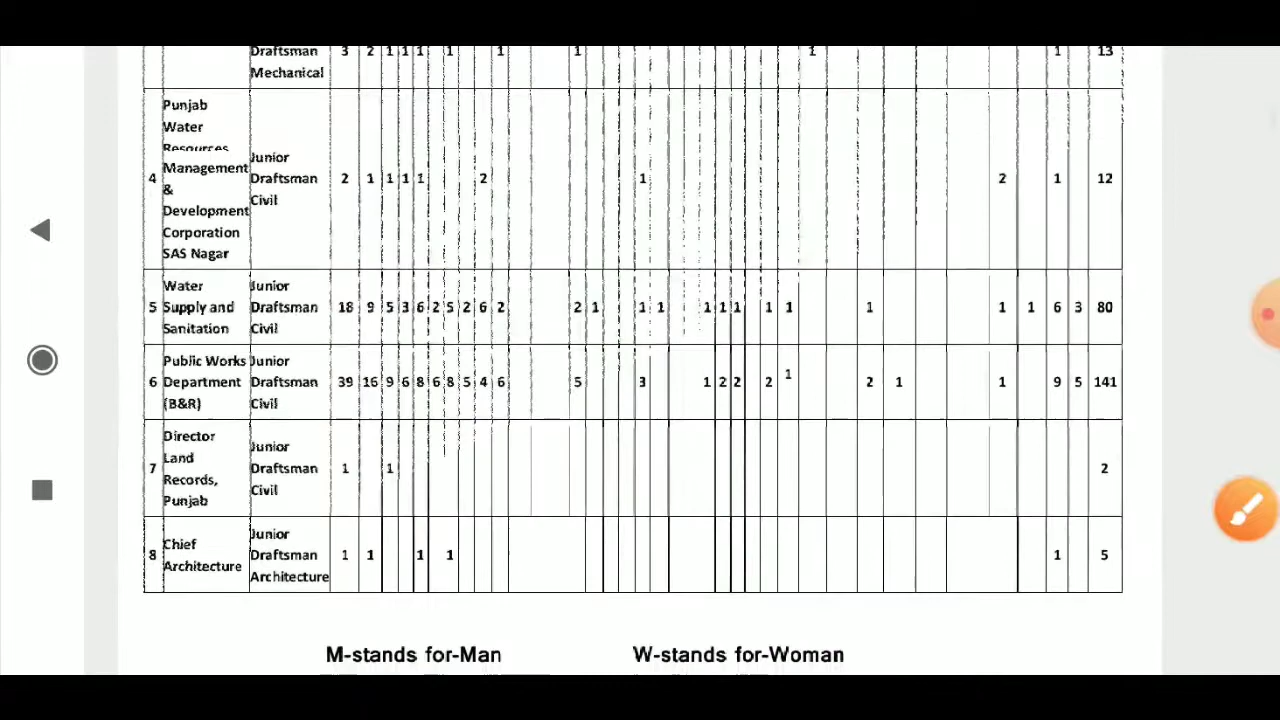 Draftsman 3 2 1 1 1 1 1 1 1 1 13
Mechanical
Punjab
Water
Resources
Management
&
Development
Corporation
SAS Nagar
4 Junior Draftsman Civil 2 1 1 1 1 2 1 2 1 12
Water
Supply and
Sanitation
5 Junior Draftsman Civil 18 9 5 3 6 2 5 2 6 2 2 1 1 1 1 1 1 1 1 1 1 1 6 3 80
Public Works
Department
(B&R)
6 Junior Draftsman Civil 39 16 9 6 8 6 8 5 4 6 5 3 1 2 2 2 1 2 1 1 9 5 141
Director
Land
Records,
Punjab
7 Junior Draftsman Civil 1 1 2
Chief
Architecture
8 Junior Draftsman Architecture 1 1 1 1 1 5
M-stands for-Man W-stands for-Woman